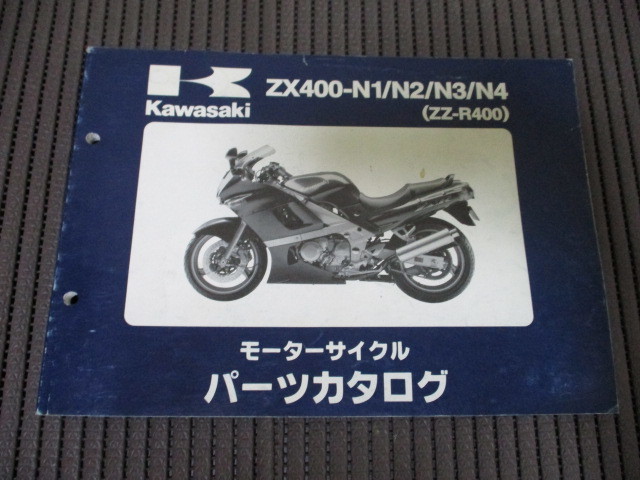 Kawasaki
ZX400-N1/N2/N3/N4
(ZZ-R400)
モーターサイクル
パーツカタログ